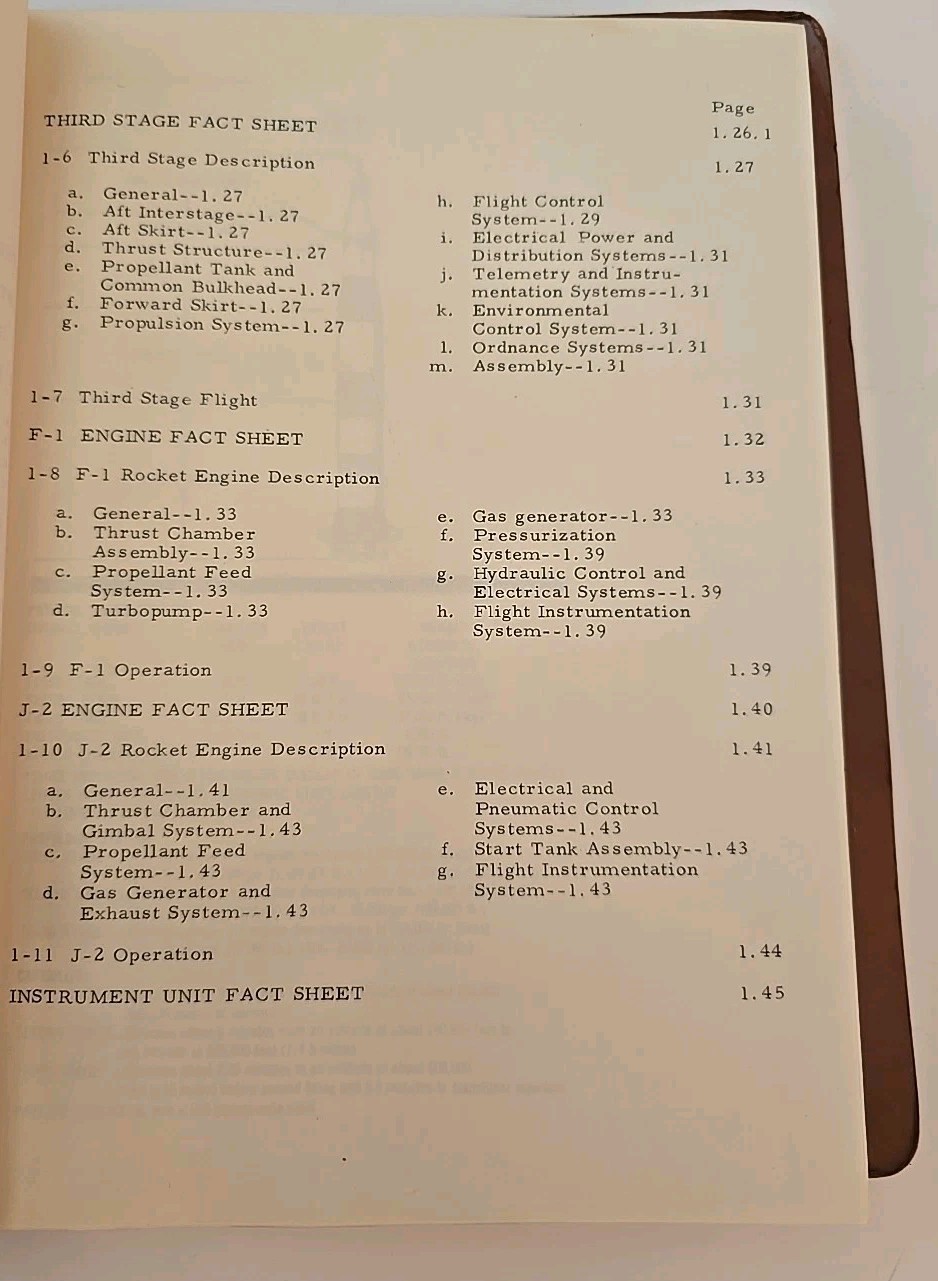 Page
THIRD STAGE FACT SHEET 1.26.1
1-6 Third Stage Description 1.27
a. General--1.27
b. Aft Interstage--1.27
c. Aft Skirt--1.27
d. Thrust Structure--1.27
e. Propellant Tank and
Common Bulkhead--1.27
f. Forward Skirt--1.27
g. Propulsion System--1.27
h. Flight Control
System--1.29
i. Electrical Power and
Distribution Systems--1.31
j. Telemetry and Instru-
mentation Systems--1.31
k. Environmental
Control System--1.31
l. Ordnance Systems--1.31
m. Assembly--1.31
1-7 Third Stage Flight 1.31
F-1 ENGINE FACT SHEET 1.32
1-8 F-1 Rocket Engine Description 1.33
a. General--1.33
b. Thrust Chamber
Assembly--1.33
c. Propellant Feed
System--1.33
d. Turbopump--1.33
e. Gas generator--1.33
f. Pressurization
System--1.39
g. Hydraulic Control and
Electrical Systems--1.39
h. Flight Instrumentation
System--1.39
1-9 F-1 Operation 1.39
J-2 ENGINE FACT SHEET 1.40
1-10 J-2 Rocket Engine Description 1.41
a. General--1.41
b. Thrust Chamber and
Gimbal System--1.43
c. Propellant Feed
System--1.43
d. Gas Generator and
Exhaust System--1.43
e. Electrical and
Pneumatic Control
Systems--1.43
f. Start Tank Assembly--1.43
g. Flight Instrumentation
System--1.43
1-11 J-2 Operation 1.44
INSTRUMENT UNIT FACT SHEET 1.45